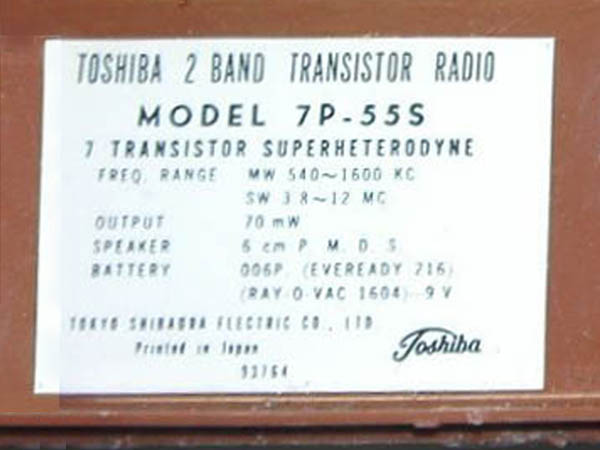 TOSHIBA 2 BAND TRANSISTOR RADIO
MODEL 7P-55S
7 TRANSISTOR SUPERHETERODYNE
FREQ. RANGE MW 540~1600 KC
SW 3.8~12 MC
OUTPUT 70 mW
SPEAKER 6 cm P. M. D. S.
BATTERY 006P. (EVEREADY 216)
(RAY-O-VAC 1604)--9 V
TOKYO SHIBAURA ELECTRIC CO., LTD.
Printed in Japan
Toshiba